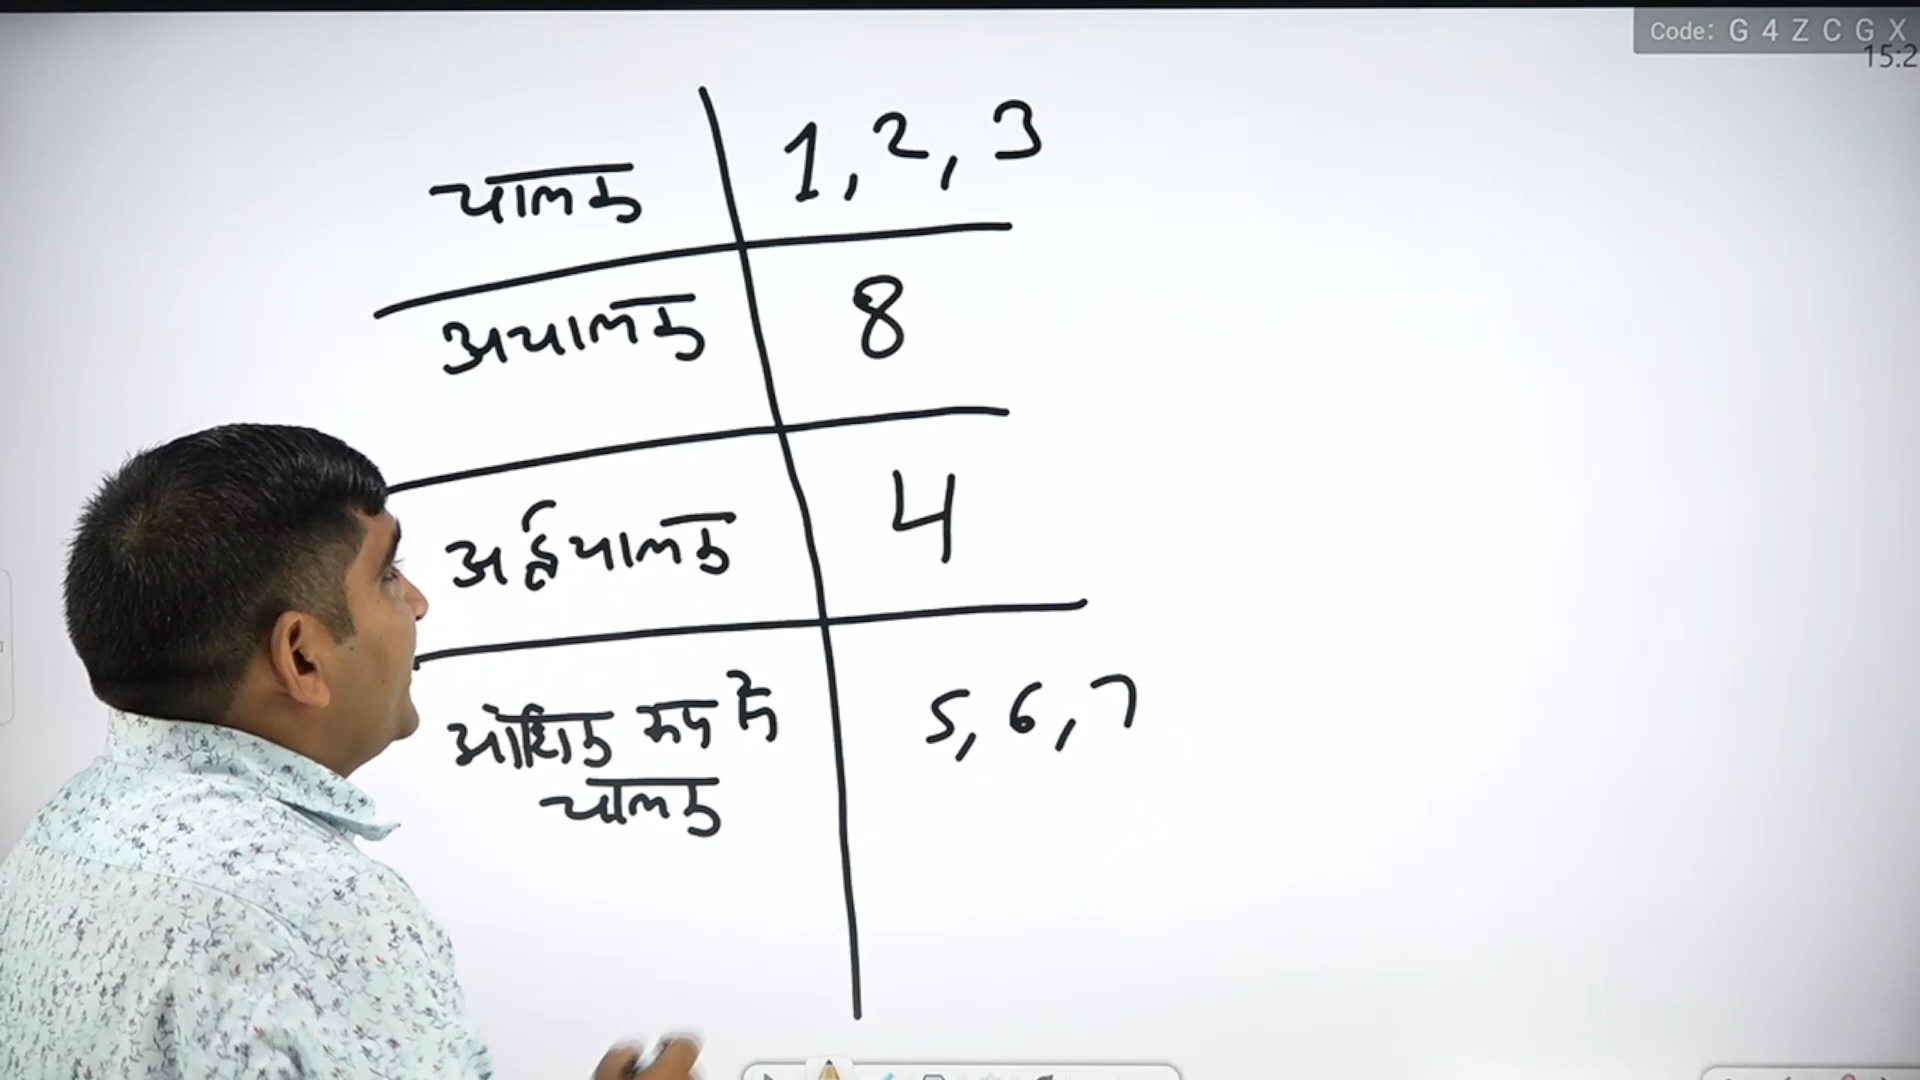 Code: G 4 Z C G X
15:2
चालक 1, 2, 3
अचालक 8
अर्द्धचालक 4
आंशिक रूप से 5, 6, 7
चालक